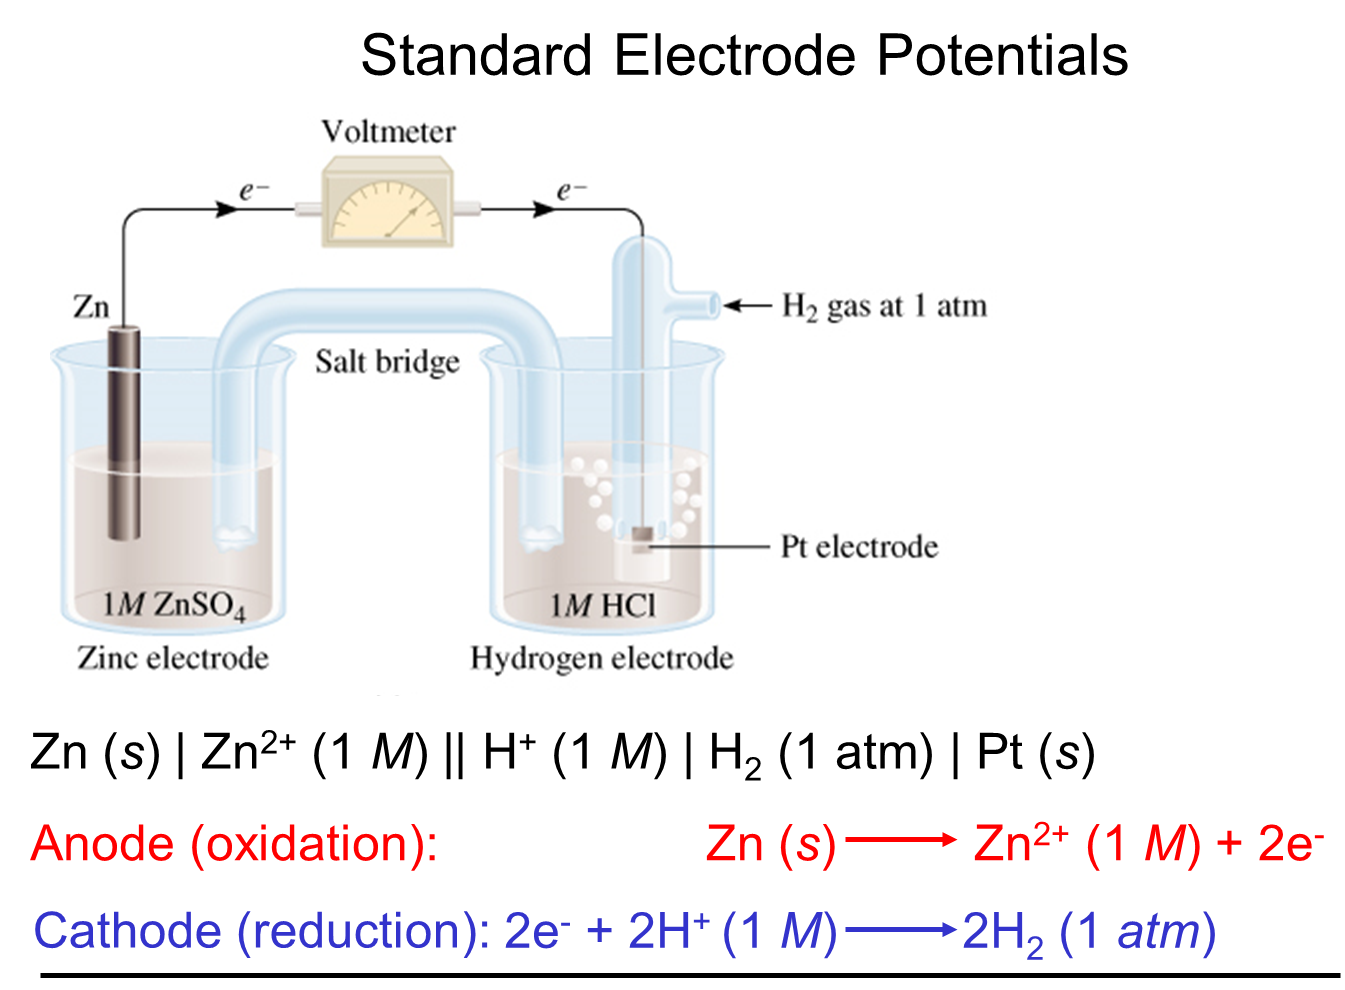 Standard Electrode Potentials
Voltmeter
e⁻ e⁻
Zn
H₂ gas at 1 atm
Salt bridge
Pt electrode
1M ZnSO₄ 1M HCl
Zinc electrode Hydrogen electrode
Zn (s) | Zn²⁺ (1 M) || H⁺ (1 M) | H₂ (1 atm) | Pt (s)
Anode (oxidation): Zn (s) ⟶ Zn²⁺ (1 M) + 2e⁻
Cathode (reduction): 2e⁻ + 2H⁺ (1 M) ⟶ 2H₂ (1 atm)